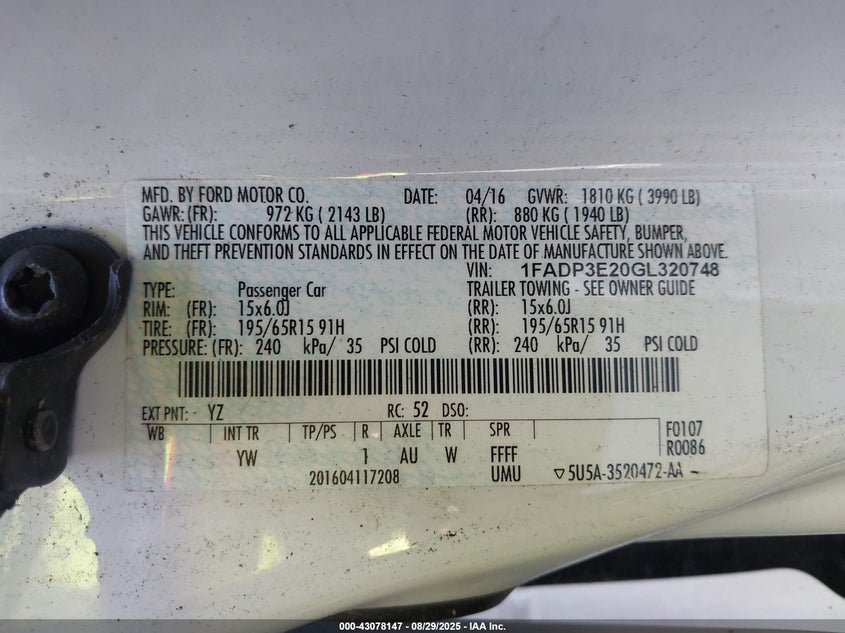 MFD. BY FORD MOTOR CO. DATE: 04/16 GVWR: 1810 KG ( 3990 LB)
GAWR: (FR): 972 KG ( 2143 LB) (RR): 880 KG ( 1940 LB)
THIS VEHICLE CONFORMS TO ALL APPLICABLE FEDERAL MOTOR VEHICLE SAFETY, BUMPER,
AND THEFT PREVENTION STANDARDS IN EFFECT ON THE DATE OF MANUFACTURE SHOWN ABOVE.
VIN: 1FADP3E20GL320748
TYPE: Passenger Car TRAILER TOWING - SEE OWNER GUIDE
RIM: (FR): 15x6.0J (RR): 15x6.0J
TIRE: (FR): 195/65R15 91H (RR): 195/65R15 91H
PRESSURE: (FR): 240 kPa/ 35 PSI COLD (RR): 240 kPa/ 35 PSI COLD
EXT PNT: YZ RC: 52 DSO:
WB INT TR TP/PS R AXLE TR SPR F0107
YW 1 AU W FFFF R0086
201604117208 UMU ▽5U5A-3520472-AA
000-43078147 - 08/29/2025 - IAA Inc.